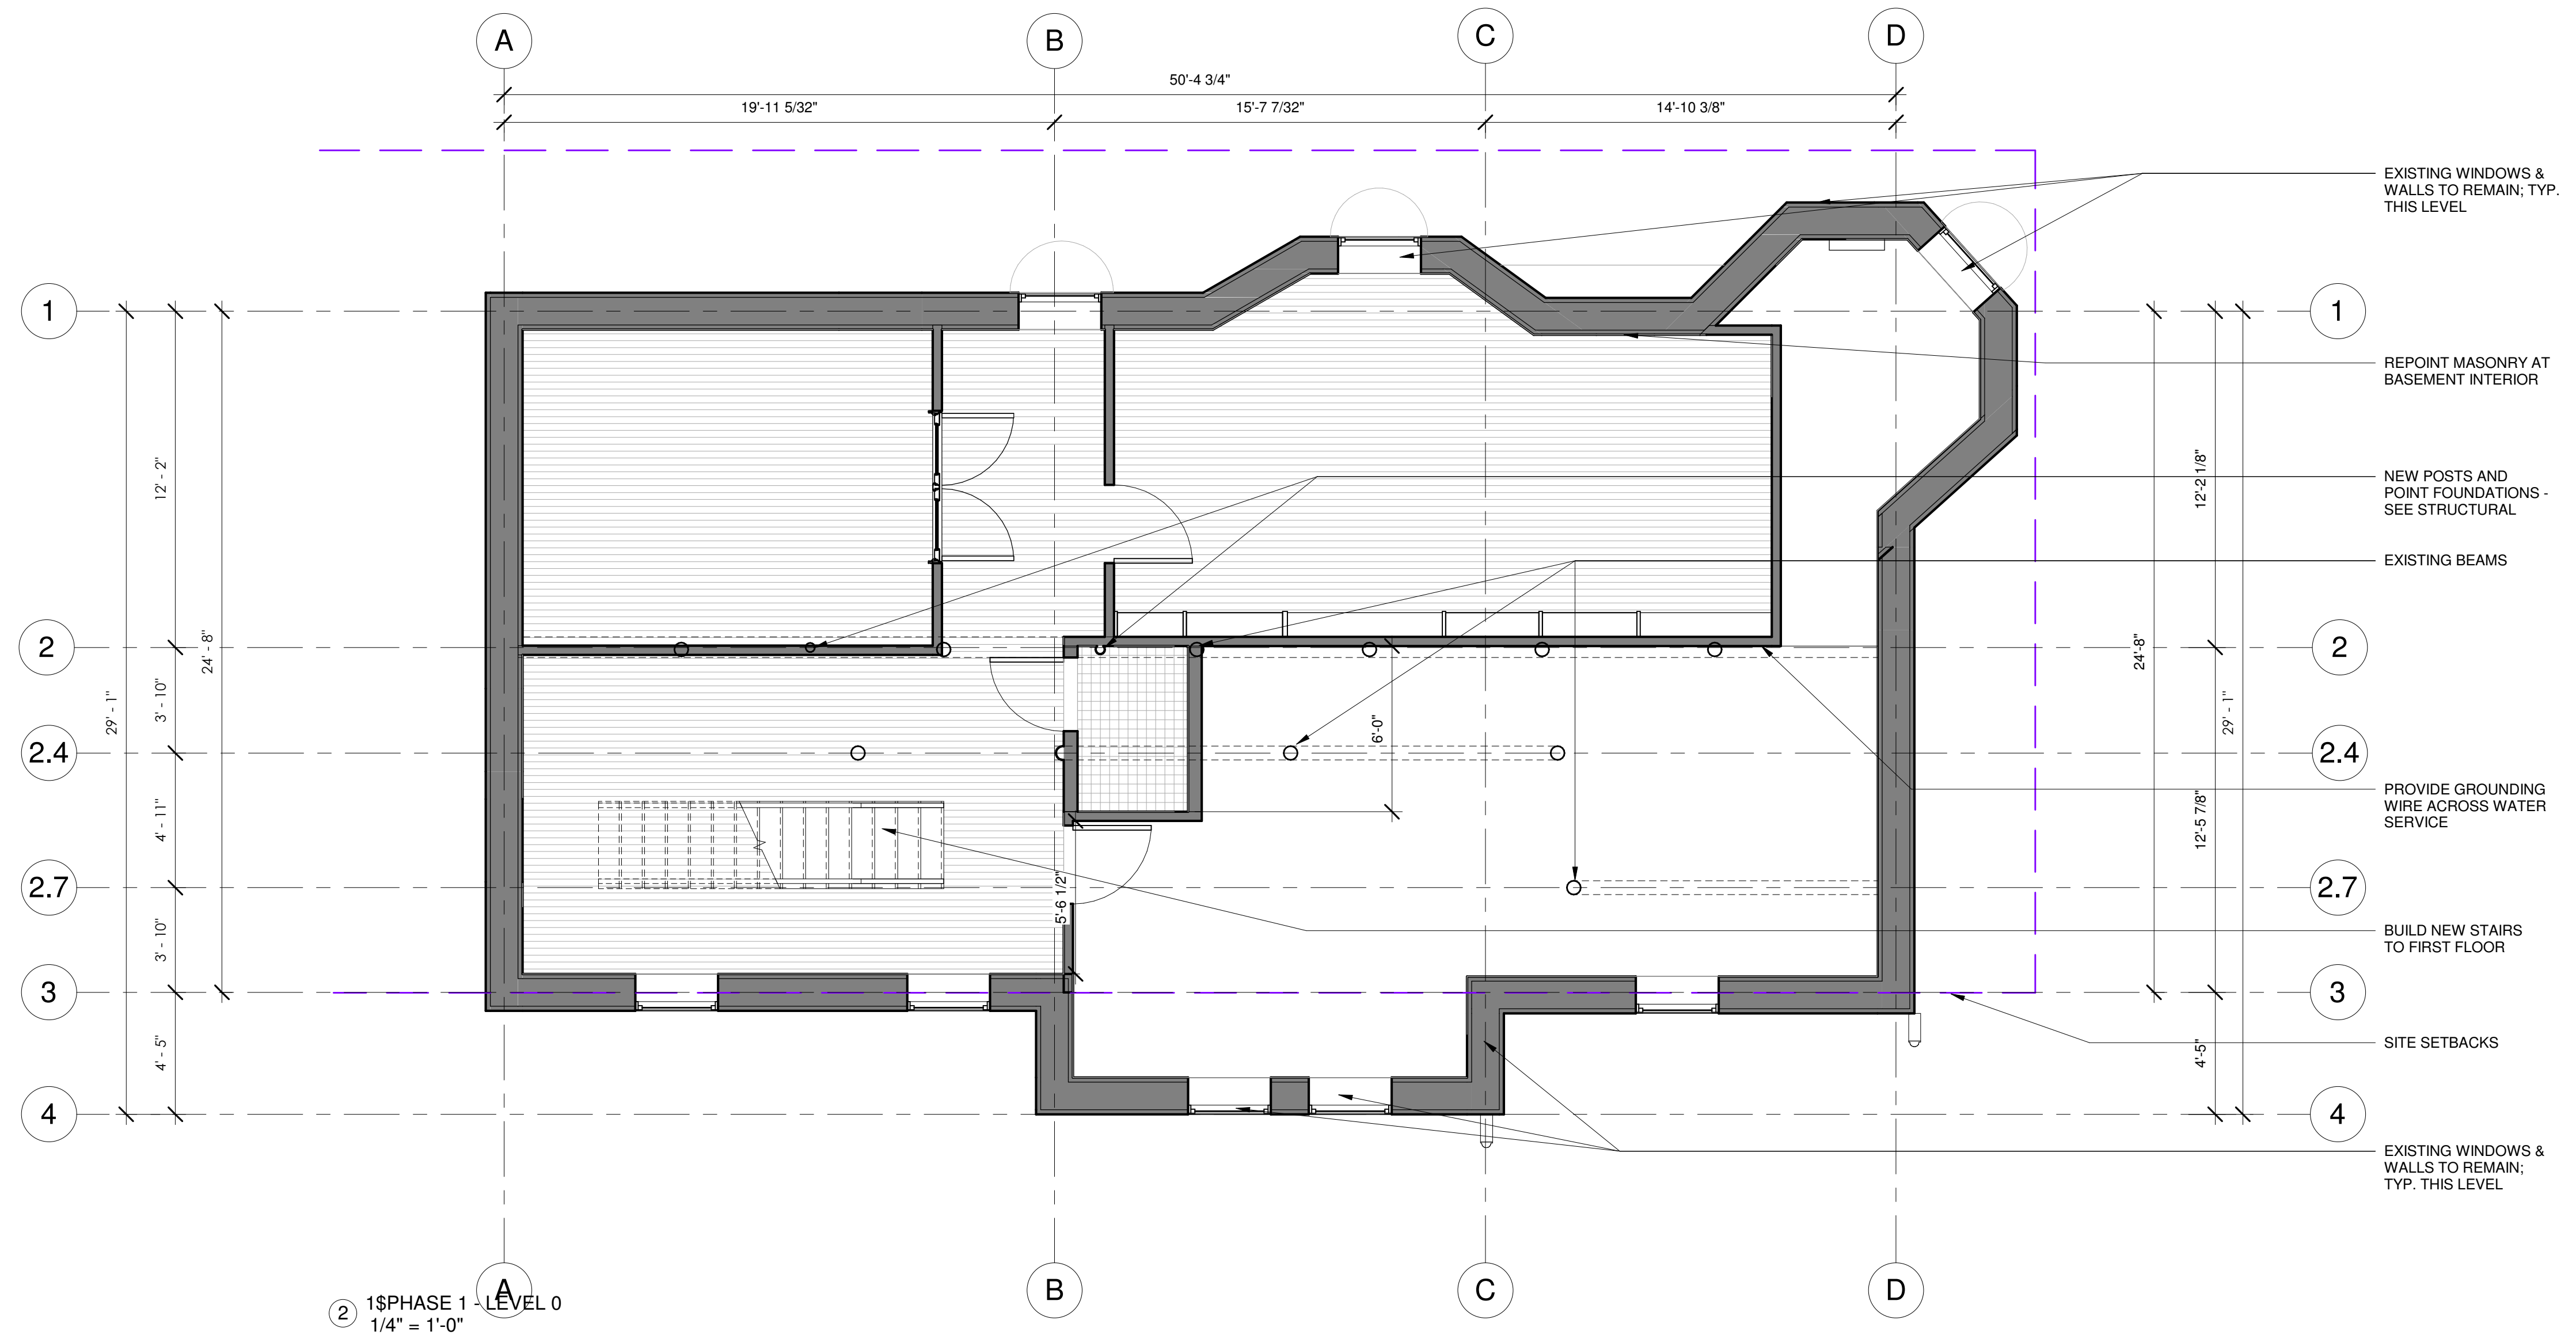 A
B
C
D
50'-4 3/4"
19'-11 5/32"
15'-7 7/32"
14'-10 3/8"
EXISTING WINDOWS &
WALLS TO REMAIN; TYP.
THIS LEVEL
1
1
REPOINT MASONRY AT
BASEMENT INTERIOR
12' - 2"
12'-2 1/8"
NEW POSTS AND
POINT FOUNDATIONS -
SEE STRUCTURAL
EXISTING BEAMS
24' - 8"
24'-8"
2
2
29' - 1"
3' - 10"
6'-0"
29' - 1"
2.4
2.4
PROVIDE GROUNDING
WIRE ACROSS WATER
SERVICE
4' - 11"
12'-5 7/8"
2.7
2.7
5'-6 1/2"
3' - 10"
BUILD NEW STAIRS
TO FIRST FLOOR
3
3
SITE SETBACKS
4' - 5"
4'-5"
4
4
EXISTING WINDOWS &
WALLS TO REMAIN;
TYP. THIS LEVEL
A
B
C
D
2
1$PHASE 1 - LEVEL 0
1/4" = 1'-0"